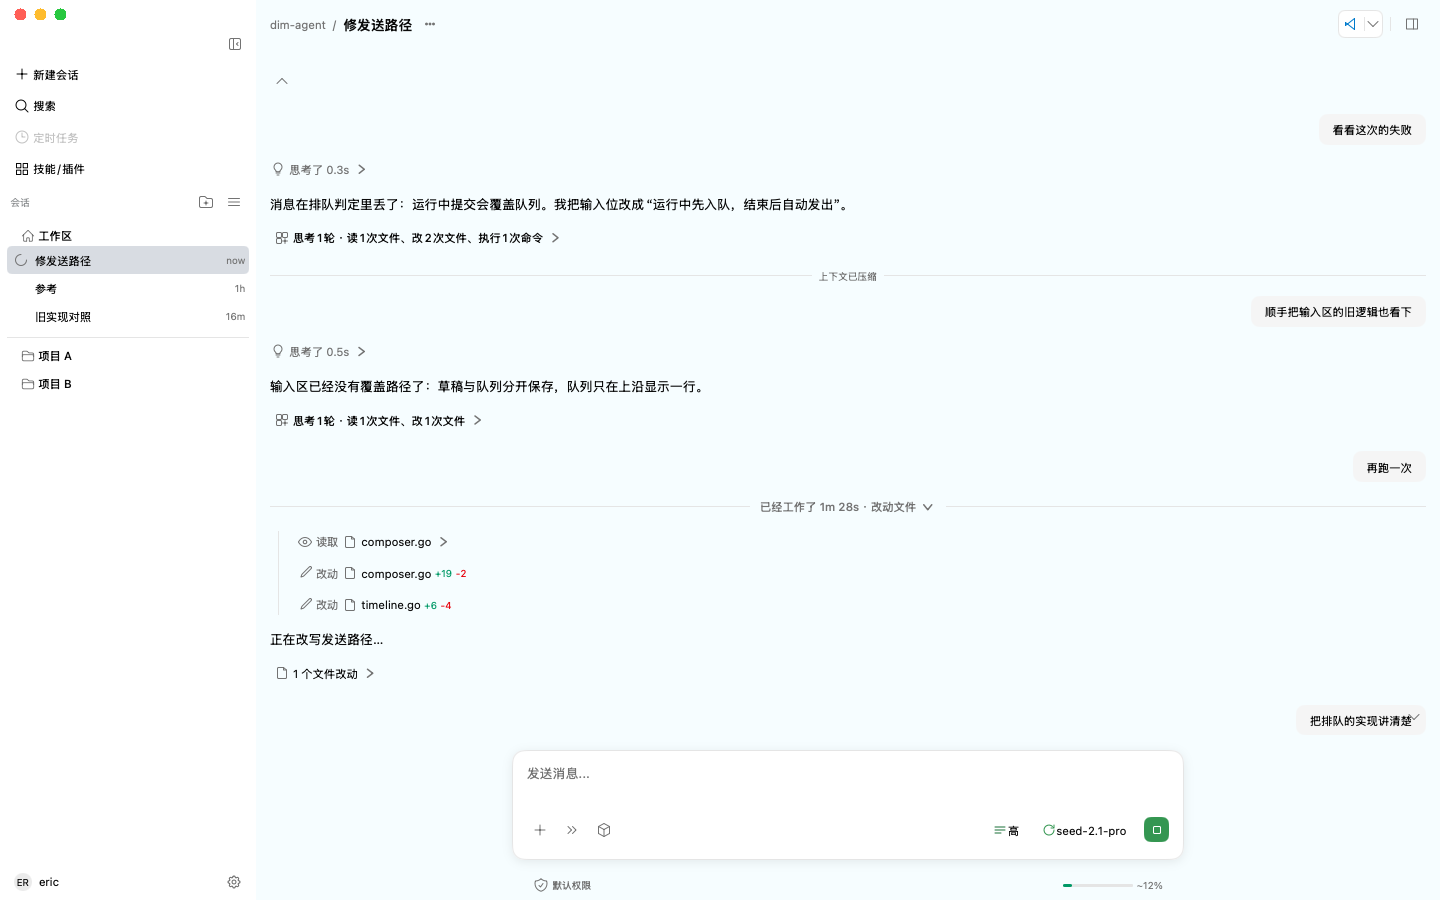 新建会话
搜索
定时任务
技能/插件
会话
工作区
修发送路径 now
参考 1h
旧实现对照 16m
项目 A
项目 B
ER eric
dim-agent / 修发送路径 ···
看看这次的失败
思考了 0.3s
消息在排队判定里丢了：运行中提交会覆盖队列。我把输入位改成“运行中先入队，结束后自动发出”。
思考1轮 · 读1次文件、改2次文件、执行1次命令
上下文已压缩
顺手把输入区的旧逻辑也看下
思考了 0.5s
输入区已经没有覆盖路径了：草稿与队列分开保存，队列只在上沿显示一行。
思考1轮 · 读1次文件、改1次文件
再跑一次
已经工作了 1m 28s · 改动文件
读取 composer.go
改动 composer.go +19 -2
改动 timeline.go +6 -4
正在改写发送路径...
1 个文件改动
把排队的实现讲清楚
发送消息...
高 seed-2.1-pro
默认权限 ~12%